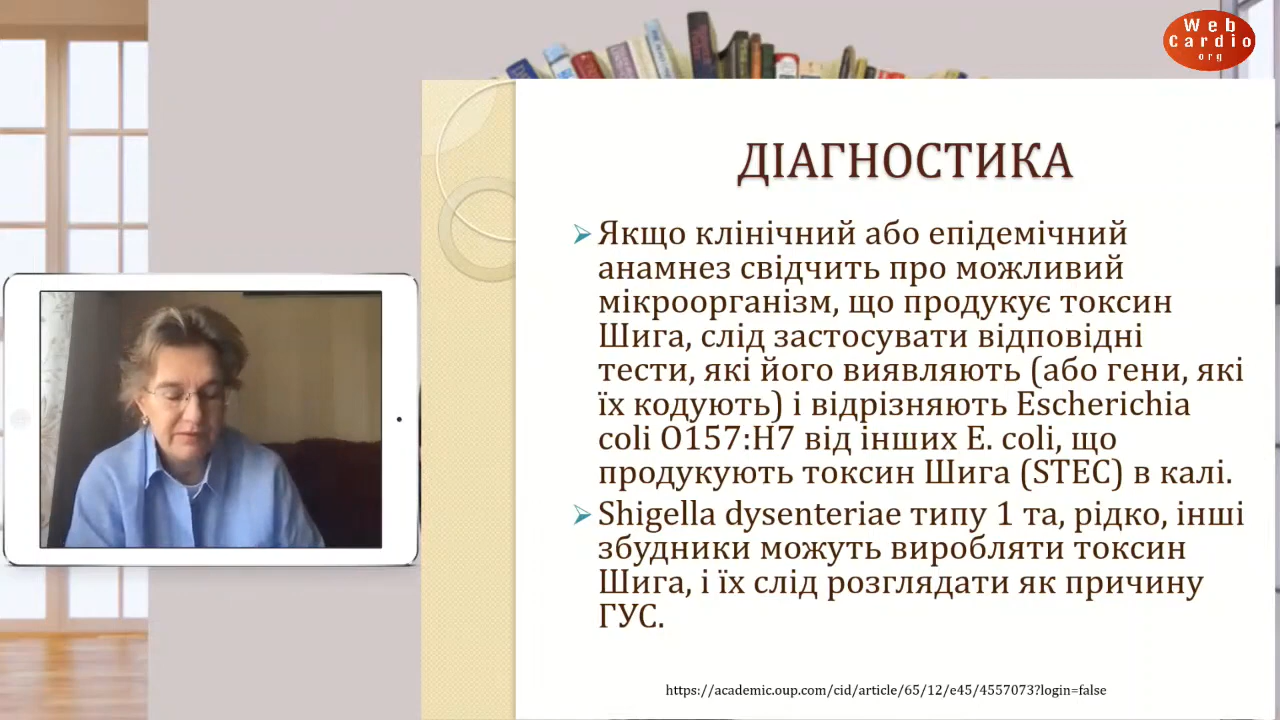 Web
Cardio
org
ДІАГНОСТИКА
Якщо клінічний або епідемічний
анамнез свідчить про можливий
мікроорганізм, що продукує токсин
Шига, слід застосувати відповідні
тести, які його виявляють (або гени, які
їх кодують) і відрізняють Escherichia
coli O157:H7 від інших E. coli, що
продукують токсин Шига (STEC) в калі.
Shigella dysenteriae типу 1 та, рідко, інші
збудники можуть виробляти токсин
Шига, і їх слід розглядати як причину
ГУС.
https://academic.oup.com/cid/article/65/12/e45/4557073?login=false